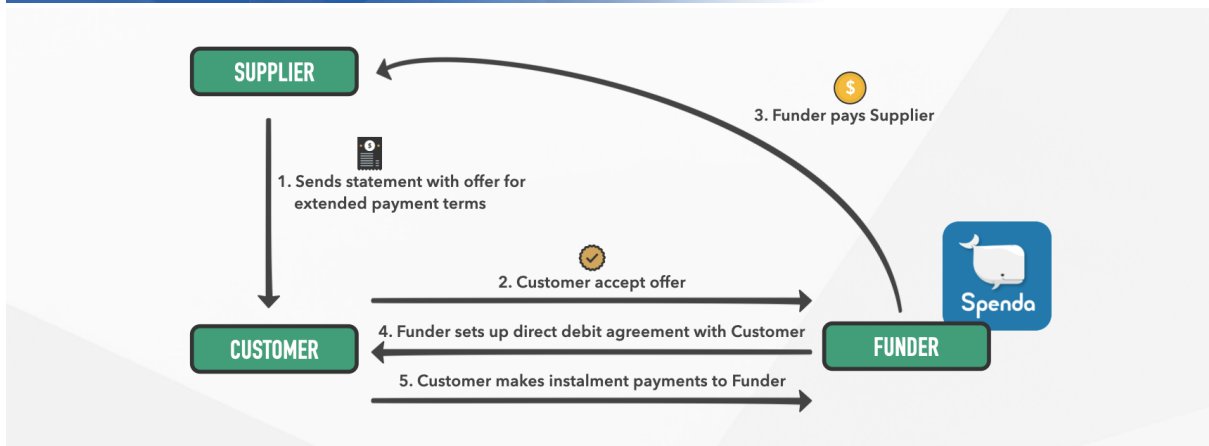 SUPPLIER
$
3. Funder pays Supplier
$
1. Sends statement with offer for
extended payment terms
2. Customer accept offer
Spenda
4. Funder sets up direct debit agreement with Customer
CUSTOMER
FUNDER
5. Customer makes instalment payments to Funder